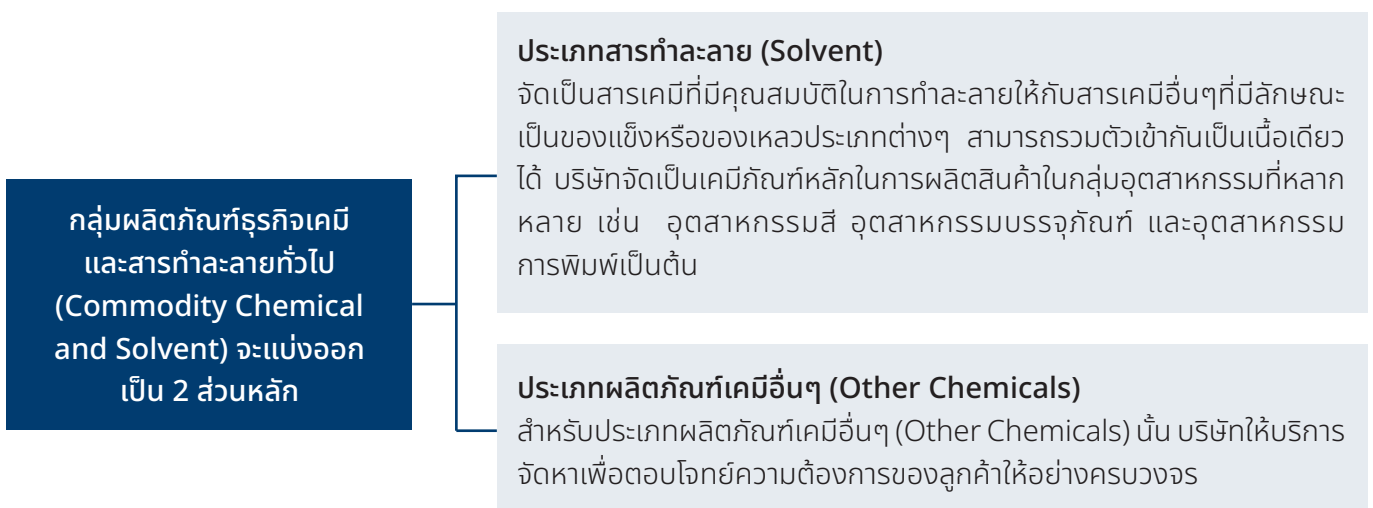 กลุ่มผลิตภัณฑ์ธุรกิจเคมี
และสารทำละลายทั่วไป
(Commodity Chemical
and Solvent) จะแบ่งออก
เป็น 2 ส่วนหลัก
ประเภทสารทำละลาย (Solvent)
จัดเป็นสารเคมีที่มีคุณสมบัติในการทำละลายให้กับสารเคมีอื่นๆที่มีลักษณะ
เป็นของแข็งหรือของเหลวประเภทต่างๆ สามารถรวมตัวเข้ากันเป็นเนื้อเดียว
ได้ บริษัทจัดเป็นเคมีภัณฑ์หลักในการผลิตสินค้าในกลุ่มอุตสาหกรรมที่หลาก
หลาย เช่น อุตสาหกรรมสี อุตสาหกรรมบรรจุภัณฑ์ และอุตสาหกรรม
การพิมพ์เป็นต้น
ประเภทผลิตภัณฑ์เคมีอื่นๆ (Other Chemicals)
สำหรับประเภทผลิตภัณฑ์เคมีอื่นๆ (Other Chemicals) นั้น บริษัทให้บริการ
จัดหาเพื่อตอบโจทย์ความต้องการของลูกค้าให้อย่างครบวงจร